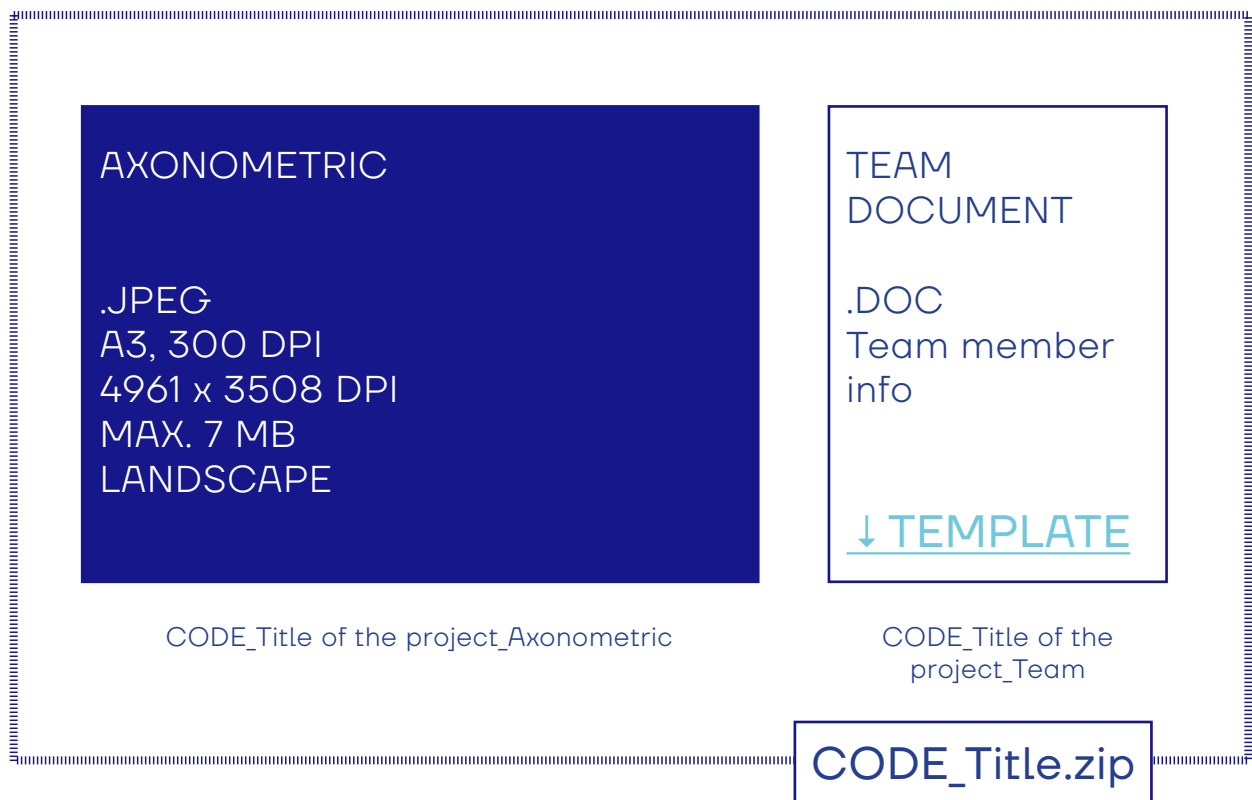 AXONOMETRIC
.JPEG
A3, 300 DPI
4961 x 3508 DPI
MAX. 7 MB
LANDSCAPE
CODE_Title of the project_Axonometric
TEAM
DOCUMENT
.DOC
Team member
info
↓ TEMPLATE
CODE_Title of the
project_Team
CODE_Title.zip